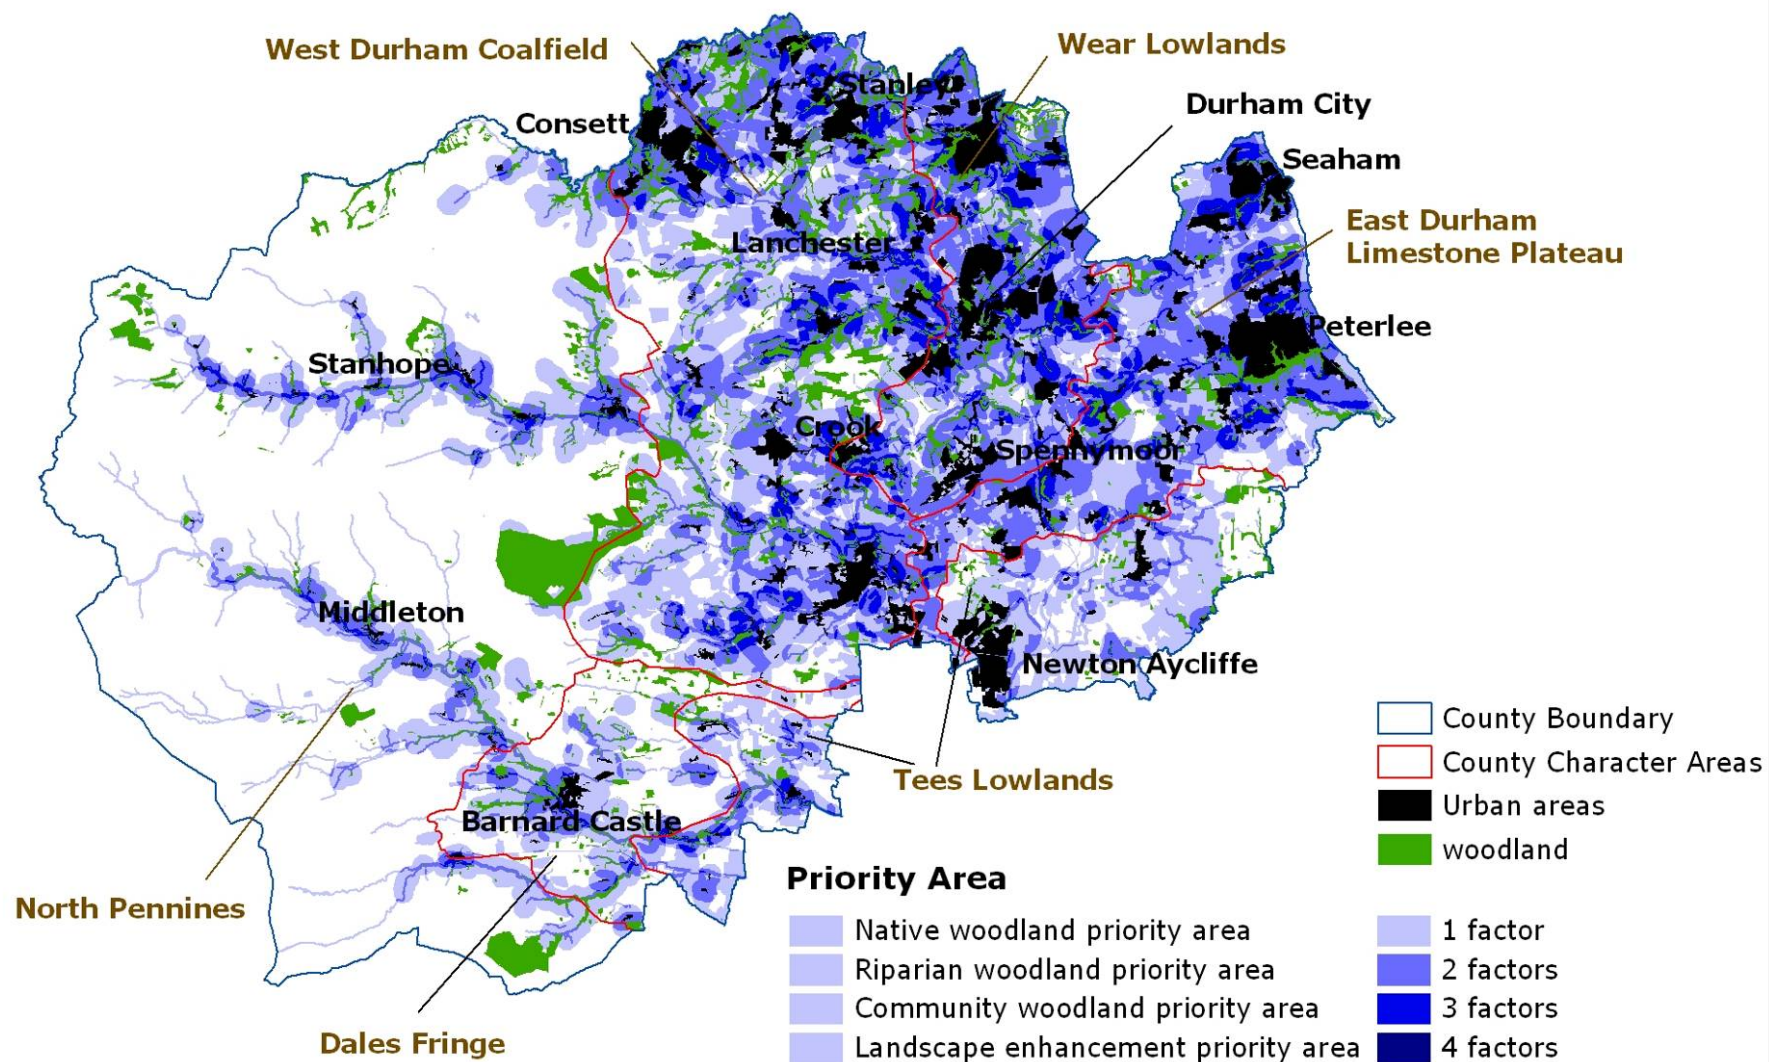 West Durham Coalfield
Wear Lowlands
Stanley
Durham City
Consett
Seaham
East Durham
Limestone Plateau
Lanchester
Peterlee
Stanhope
Crook
Spennymoor
Middleton
Newton Aycliffe
Tees Lowlands
Barnard Castle
North Pennines
Dales Fringe
County Boundary
County Character Areas
Urban areas
woodland
Priority Area
Native woodland priority area
Riparian woodland priority area
Community woodland priority area
Landscape enhancement priority area
1 factor
2 factors
3 factors
4 factors